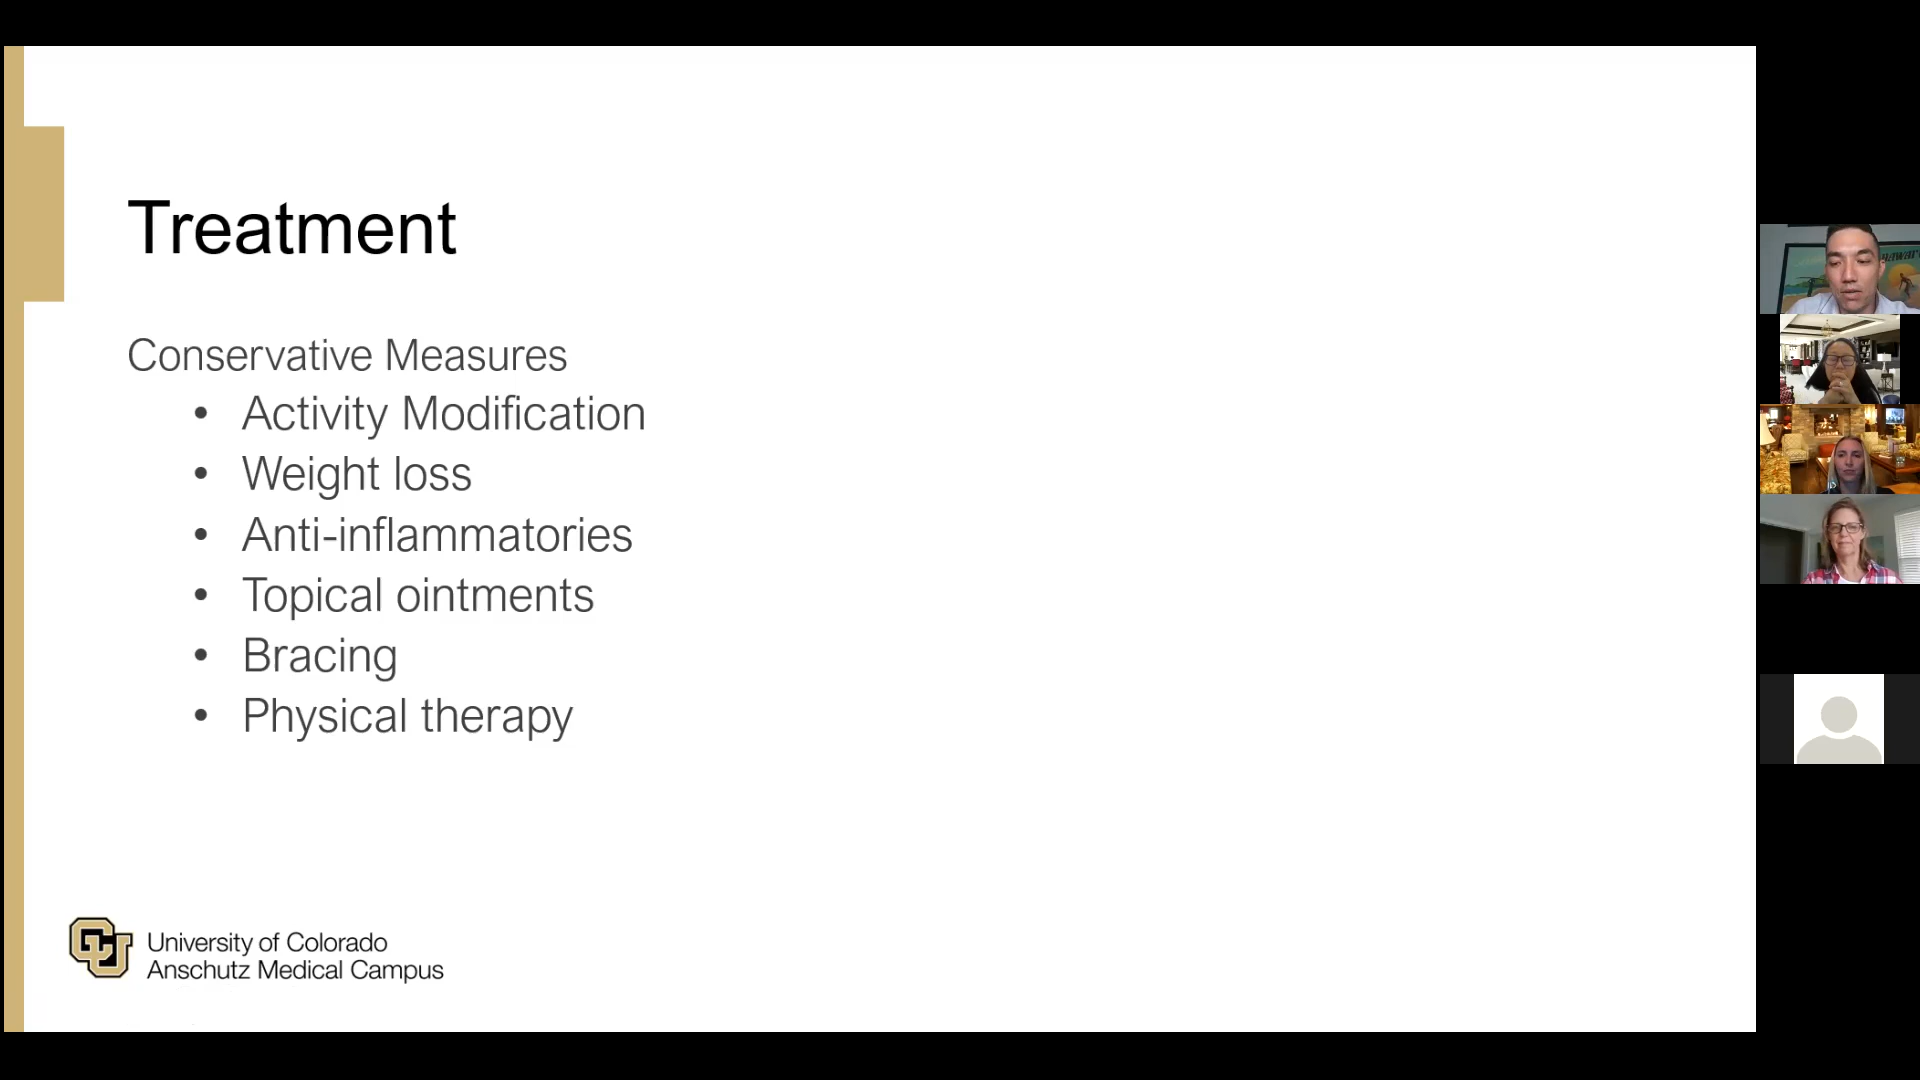 Treatment
Conservative Measures
• Activity Modification
• Weight loss
• Anti-inflammatories
• Topical ointments
• Bracing
• Physical therapy
CU
University of Colorado
Anschutz Medical Campus